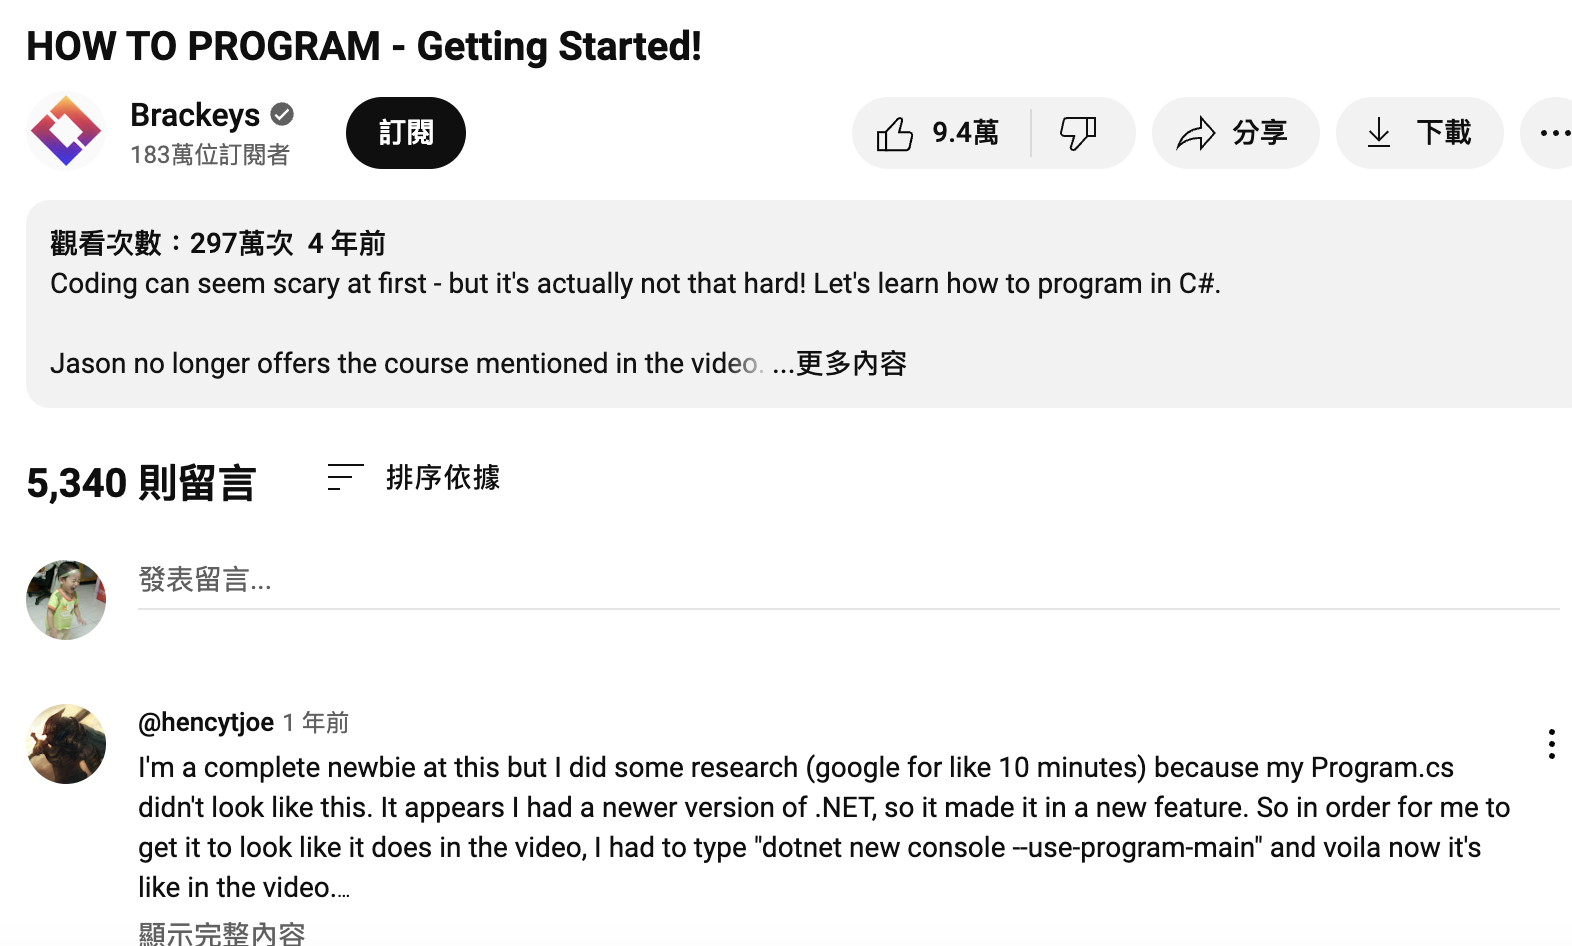 HOW TO PROGRAM - Getting Started!
Brackeys
183萬位訂閱者
訂閱
9.4萬
分享
下載
觀看次數：297萬次 4 年前
Coding can seem scary at first - but it's actually not that hard! Let's learn how to program in C#.
Jason no longer offers the course mentioned in the video. ...更多內容
5,340 則留言
排序依據
發表留言...
@hencytjoe 1 年前
I'm a complete newbie at this but I did some research (google for like 10 minutes) because my Program.cs
didn't look like this. It appears I had a newer version of .NET, so it made it in a new feature. So in order for me to
get it to look like it does in the video, I had to type "dotnet new console --use-program-main" and voila now it's
like in the video.…
顯示完整內容